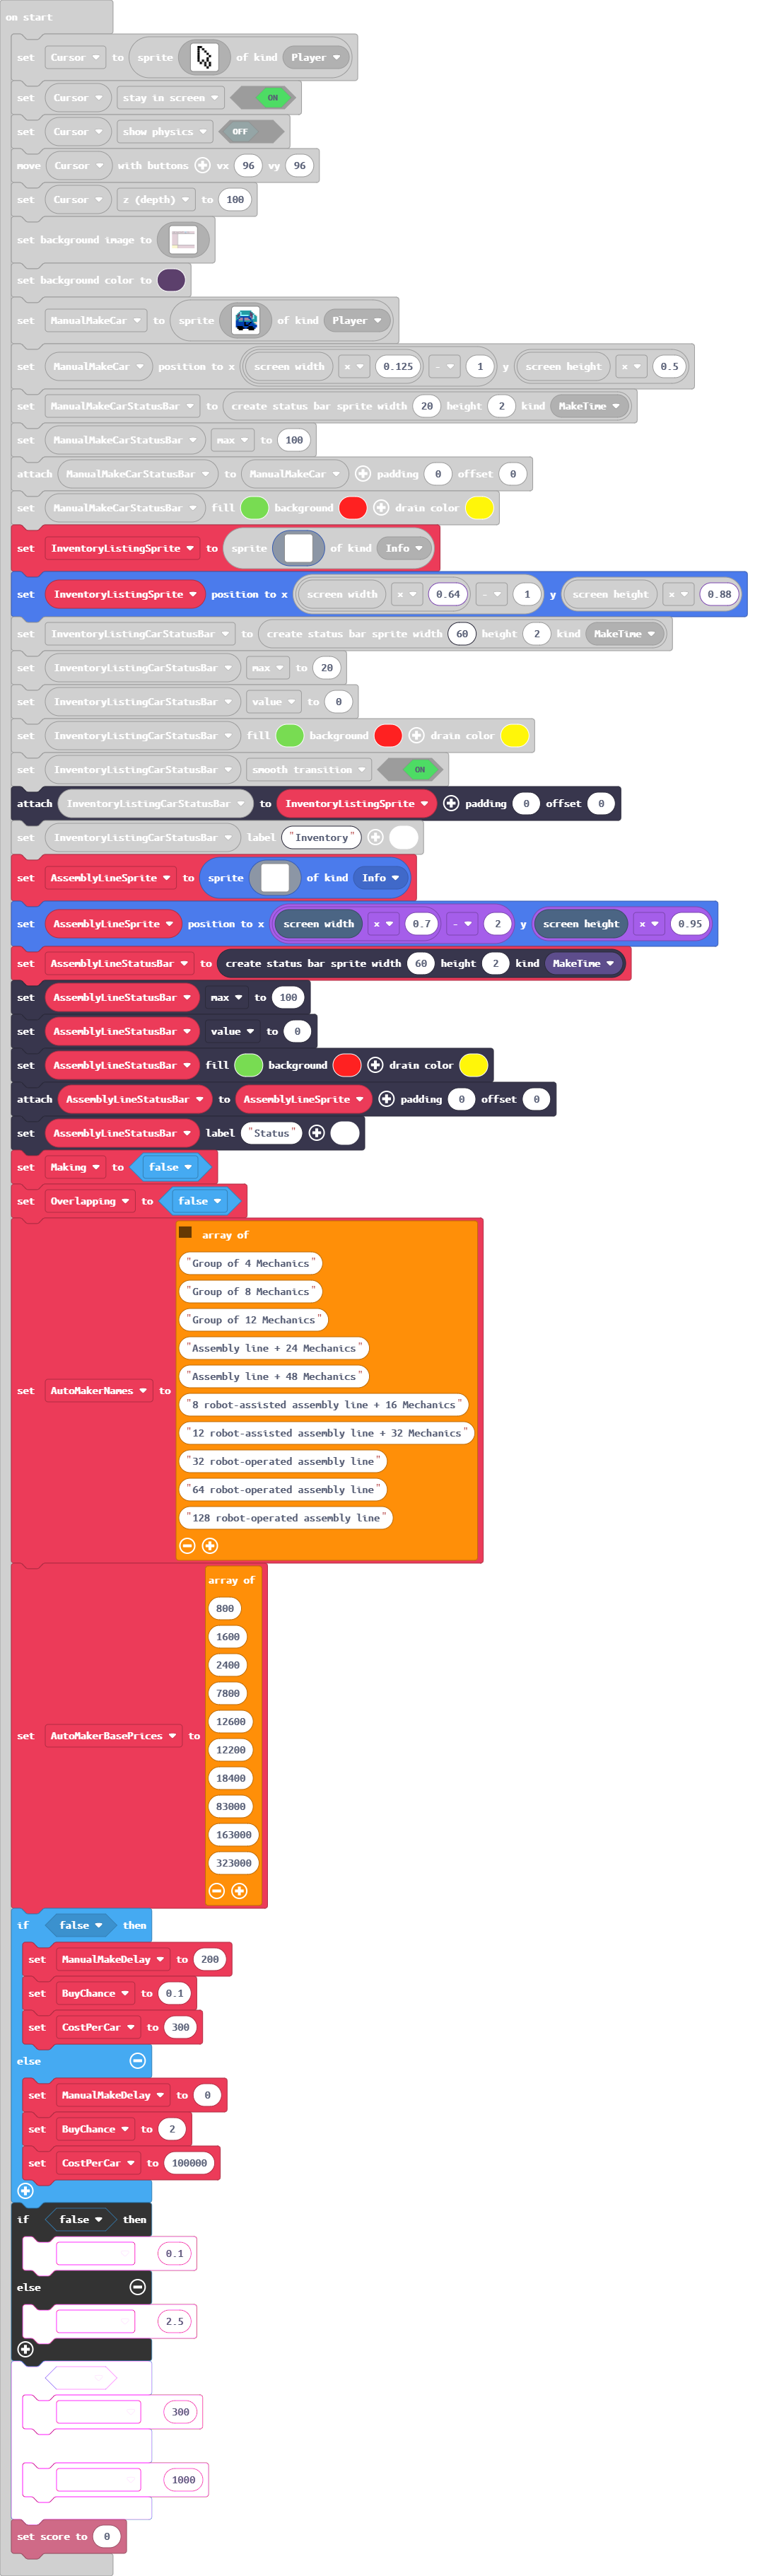 on start
set Cursor to sprite of kind Player
set Cursor stay in screen ON
set Cursor show physics OFF
move Cursor with buttons vx 96 vy 96
set Cursor z (depth) to 100
set background image to
set background color to
set ManualMakeCar to sprite of kind Player
set ManualMakeCar position to x screen width × 0.125 - 1 y screen height × 0.5
set ManualMakeCarStatusBar to create status bar sprite width 20 height 2 kind MakeTime
set ManualMakeCarStatusBar max to 100
attach ManualMakeCarStatusBar to ManualMakeCar padding 0 offset 0
set ManualMakeCarStatusBar fill background drain color
set InventoryListingSprite to sprite of kind Info
set InventoryListingSprite position to x screen width × 0.64 - 1 y screen height × 0.88
set InventoryListingCarStatusBar to create status bar sprite width 60 height 2 kind MakeTime
set InventoryListingCarStatusBar max to 20
set InventoryListingCarStatusBar value to 0
set InventoryListingCarStatusBar fill background drain color
set InventoryListingCarStatusBar smooth transition ON
attach InventoryListingCarStatusBar to InventoryListingSprite padding 0 offset 0
set InventoryListingCarStatusBar label "Inventory"
set AssemblyLineSprite to sprite of kind Info
set AssemblyLineSprite position to x screen width × 0.7 - 2 y screen height × 0.95
set AssemblyLineStatusBar to create status bar sprite width 60 height 2 kind MakeTime
set AssemblyLineStatusBar max to 100
set AssemblyLineStatusBar value to 0
set AssemblyLineStatusBar fill background drain color
attach AssemblyLineStatusBar to AssemblyLineSprite padding 0 offset 0
set AssemblyLineStatusBar label "Status"
set Making to false
set Overlapping to false
set AutoMakerNames to array of
"Group of 4 Mechanics"
"Group of 8 Mechanics"
"Group of 12 Mechanics"
"Assembly line + 24 Mechanics"
"Assembly line + 48 Mechanics"
"8 robot-assisted assembly line + 16 Mechanics"
"12 robot-assisted assembly line + 32 Mechanics"
"32 robot-operated assembly line"
"64 robot-operated assembly line"
"128 robot-operated assembly line"
set AutoMakerBasePrices to array of
800
1600
2400
7800
12600
12200
18400
83000
163000
323000
if false then
set ManualMakeDelay to 200
set BuyChance to 0.1
set CostPerCar to 300
else
set ManualMakeDelay to 0
set BuyChance to 2
set CostPerCar to 100000
if false then
0.1
else
2.5
300
1000
set score to 0